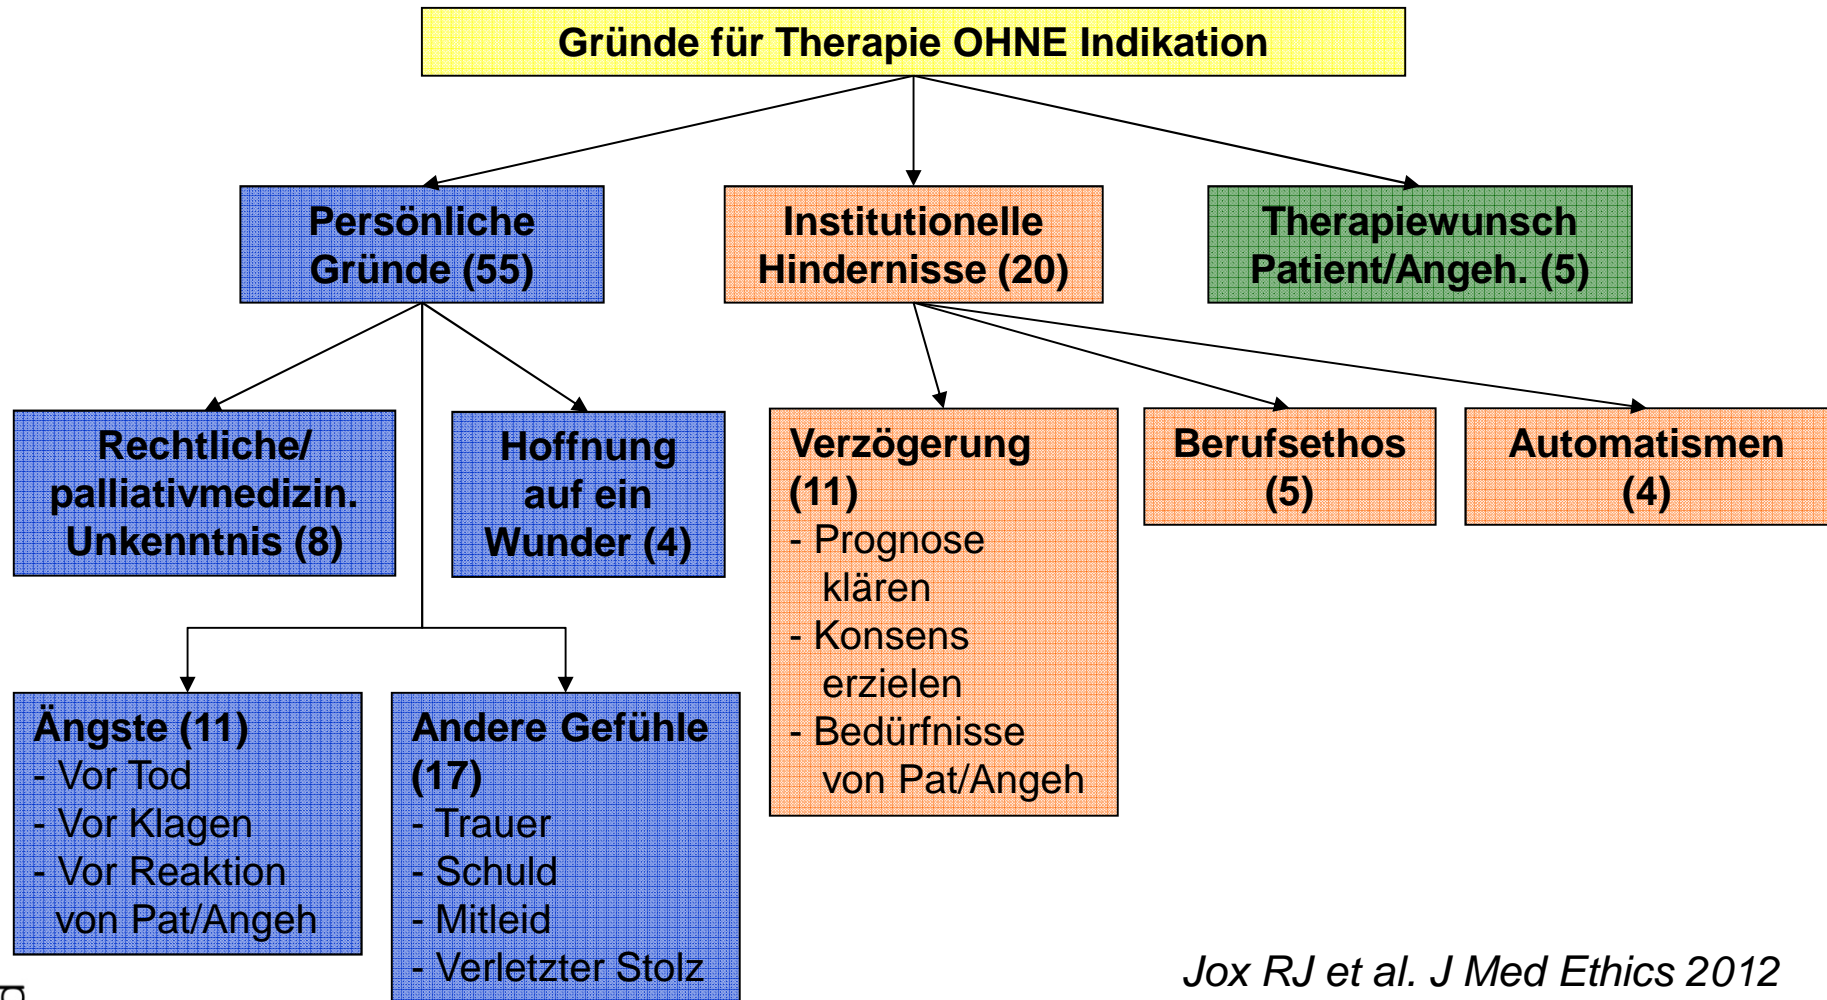 Gründe für Therapie OHNE Indikation
Persönliche
Gründe (55)
Institutionelle
Hindernisse (20)
Therapiewunsch
Patient/Angeh. (5)
Rechtliche/
palliativmedizin.
Unkenntnis (8)
Hoffnung
auf ein
Wunder (4)
Verzögerung
(11)
- Prognose
klären
- Konsens
erzielen
- Bedürfnisse
von Pat/Angeh
Berufsethos
(5)
Automatismen
(4)
Ängste (11)
- Vor Tod
- Vor Klagen
- Vor Reaktion
von Pat/Angeh
Andere Gefühle
(17)
- Trauer
- Schuld
- Mitleid
- Verletzter Stolz
Jox RJ et al. J Med Ethics 2012